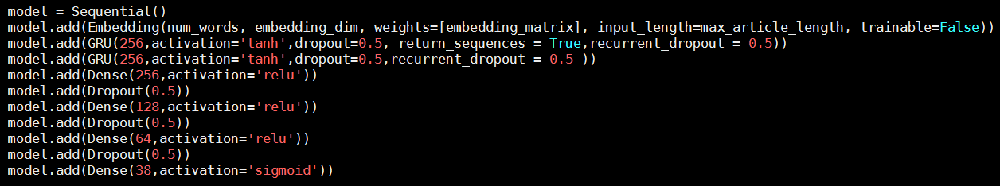 model = Sequential()
model.add(Embedding(num_words, embedding_dim, weights=[embedding_matrix], input_length=max_article_length, trainable=False))
model.add(GRU(256,activation='tanh',dropout=0.5, return_sequences = True,recurrent_dropout = 0.5))
model.add(GRU(256,activation='tanh',dropout=0.5,recurrent_dropout = 0.5 ))
model.add(Dense(256,activation='relu'))
model.add(Dropout(0.5))
model.add(Dense(128,activation='relu'))
model.add(Dropout(0.5))
model.add(Dense(64,activation='relu'))
model.add(Dropout(0.5))
model.add(Dense(38,activation='sigmoid'))